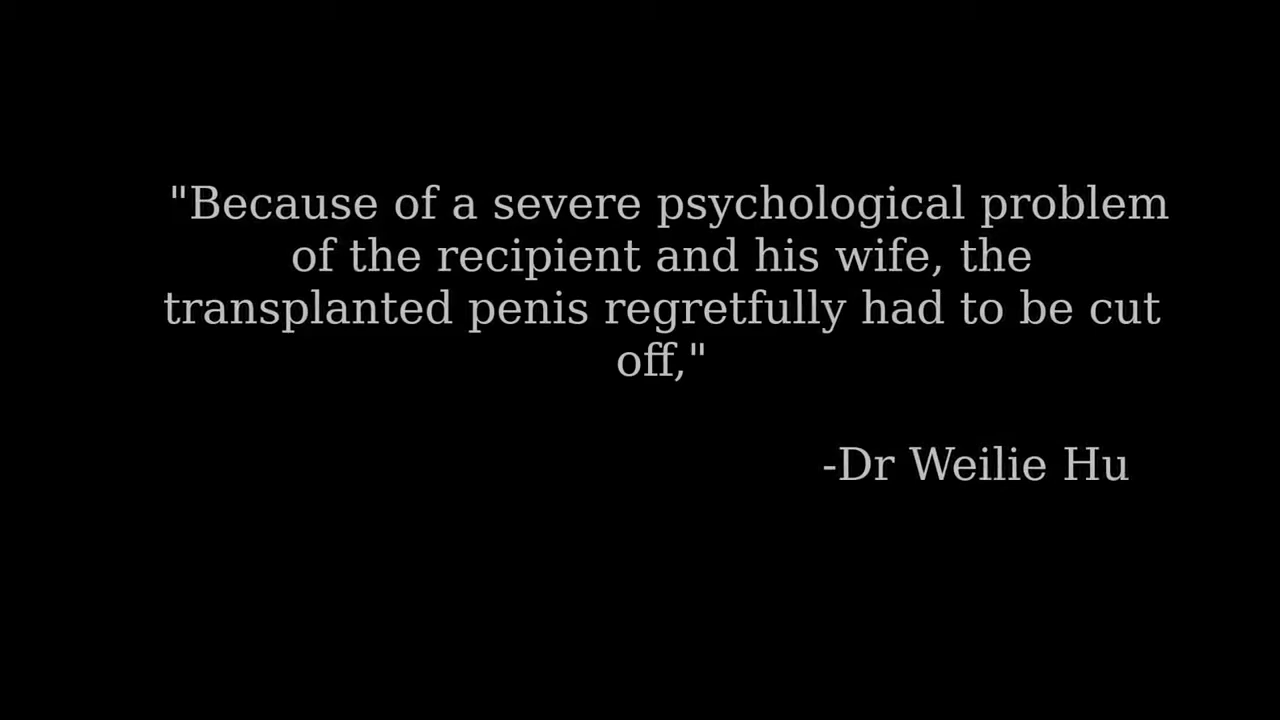 "Because of a severe psychological problem
of the recipient and his wife, the
transplanted penis regretfully had to be cut
off,"
-Dr Weilie Hu